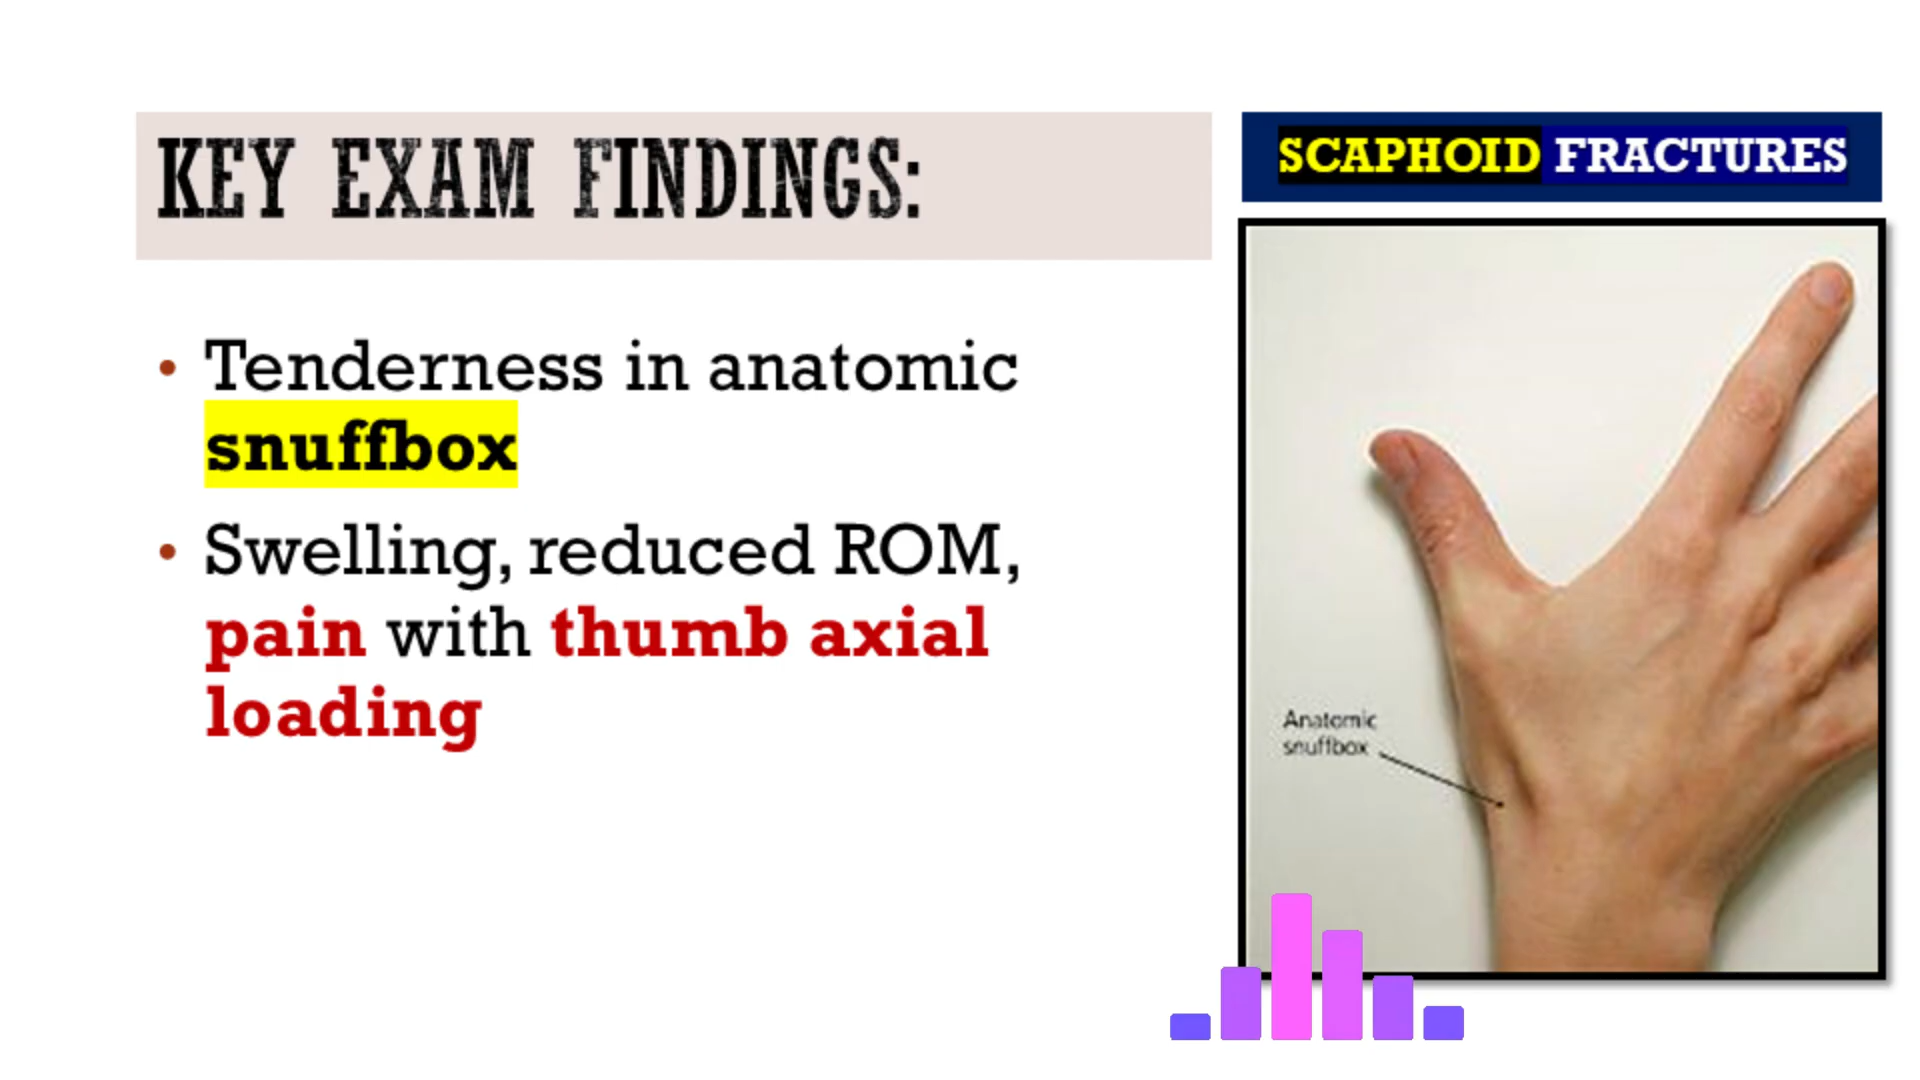 KEY EXAM FINDINGS:
SCAPHOID FRACTURES
• Tenderness in anatomic
snuffbox
• Swelling, reduced ROM,
pain with thumb axial
loading
Anatomic
snuffbox